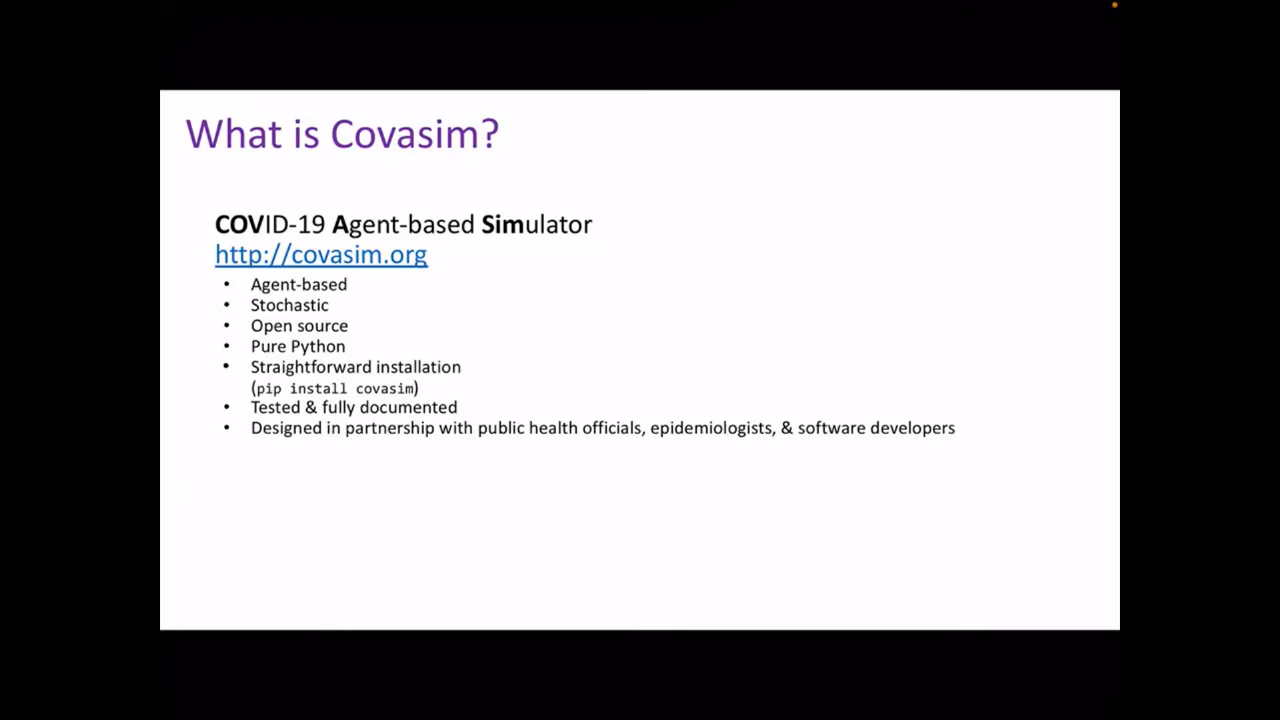 What is Covasim?
COVID-19 Agent-based Simulator
http://covasim.org
• Agent-based
• Stochastic
• Open source
• Pure Python
• Straightforward installation
(pip install covasim)
• Tested & fully documented
• Designed in partnership with public health officials, epidemiologists, & software developers